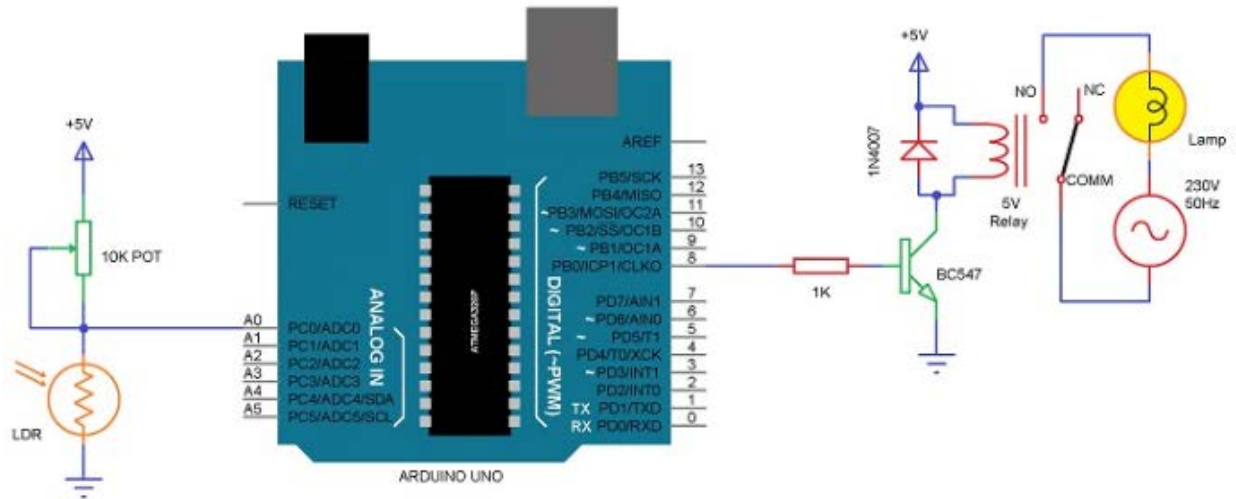 +5V
10K POT
LDR
RESET
A0
A1
A2
A3
A4
A5
PC0/ADC0
PC1/ADC1
PC2/ADC2
PC3/ADC3
PC4/ADC4/SDA
PC5/ADC5/SCL
ANALOG IN
ATMEGA328P
DIGITAL (~PWM)
AREF
PB5/SCK
PB4/MISO
~PB3/MOSI/OC2A
~ PB2/SS/OC1B
~ PB1/OC1A
PB0/ICP1/CLKO
PD7/AIN1
~PD6/AIN0
~ PD5/T1
PD4/T0/XCK
~PD3/INT1
PD2/INT0
TX PD1/TXD
RX PD0/RXD
13
12
11
10
9
8
7
6
5
4
3
2
1
0
ARDUINO UNO
1K
+5V
1N4007
BC547
5V
Relay
NO
NC
COMM
Lamp
230V
50Hz